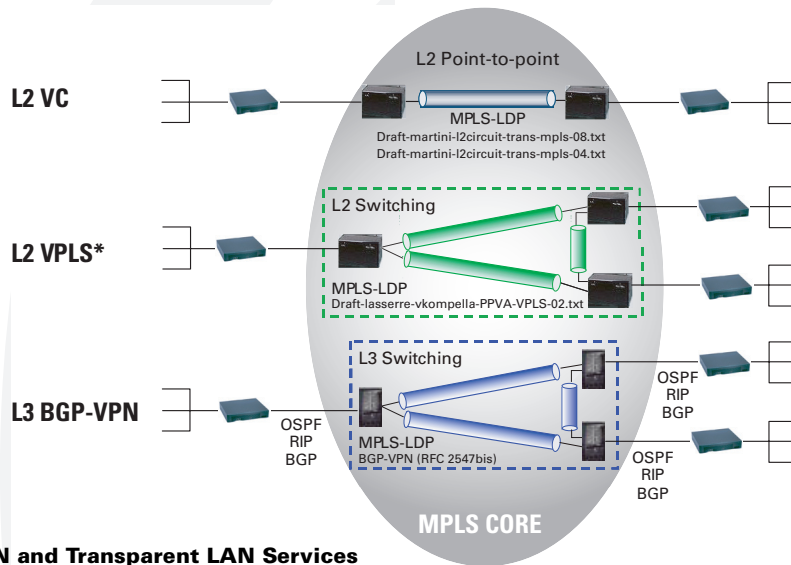 L2 Point-to-point
L2 VC
MPLS-LDP
Draft-martini-l2circuit-trans-mpls-08.txt
Draft-martini-l2circuit-trans-mpls-04.txt
L2 Switching
L2 VPLS*
MPLS-LDP
Draft-lasserre-vkompella-PPVA-VPLS-02.txt
L3 Switching
L3 BGP-VPN
OSPF
RIP
BGP
MPLS-LDP
BGP-VPN (RFC 2547bis)
OSPF
RIP
BGP
OSPF
RIP
BGP
MPLS CORE
N and Transparent LAN Services